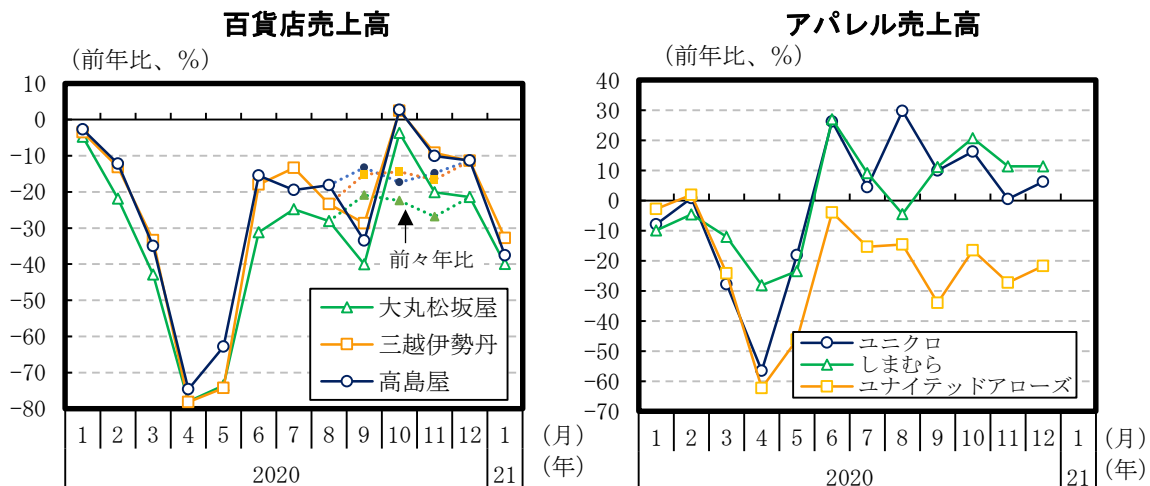 百貨店売上高
(前年比、%)
10
0
-10
-20
-30
-40
-50
-60
-70
-80
前々年比
大丸松坂屋
三越伊勢丹
高島屋
1 2 3 4 5 6 7 8 9 10 11 12 1 (月)
2020 21 (年)
アパレル売上高
(前年比、%)
40
30
20
10
0
-10
-20
-30
-40
-50
-60
-70
ユニクロ
しまむら
ユナイテッドアローズ
1 2 3 4 5 6 7 8 9 10 11 12 1 (月)
2020 21 (年)